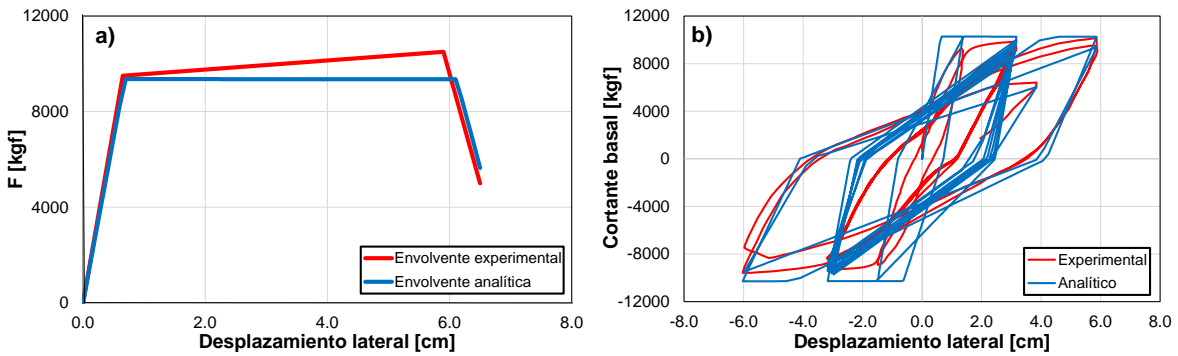 a)
F [kgf]
12000
8000
4000
0
0.0 2.0 4.0 6.0 8.0
Desplazamiento lateral [cm]
Envolvente experimental
Envolvente analítica
b)
Cortante basal [kgf]
12000
8000
4000
0
-4000
-8000
-12000
-8.0 -6.0 -4.0 -2.0 0.0 2.0 4.0 6.0 8.0
Desplazamiento lateral [cm]
Experimental
Analítico